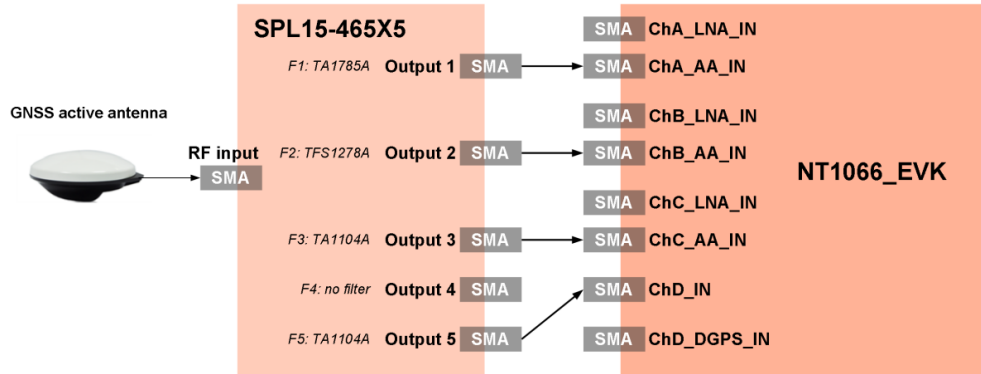 SPL15-465X5
SMA ChA_LNA_IN
F1: TA1785A Output 1 SMA SMA ChA_AA_IN
GNSS active antenna
SMA ChB_LNA_IN
RF input F2: TFS1278A Output 2 SMA SMA ChB_AA_IN
NT1066_EVK
SMA
SMA ChC_LNA_IN
F3: TA1104A Output 3 SMA SMA ChC_AA_IN
F4: no filter Output 4 SMA SMA ChD_IN
F5: TA1104A Output 5 SMA SMA ChD_DGPS_IN